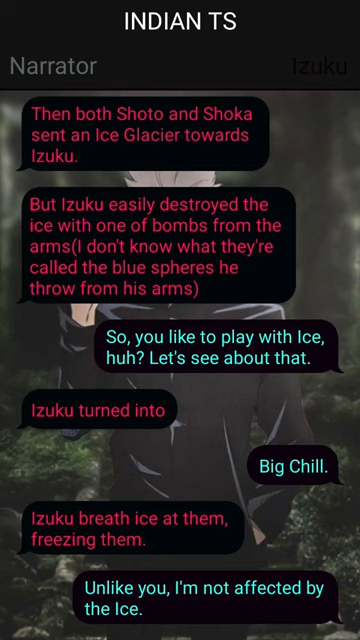 INDIAN TS
Narrator
Izuku
Then both Shoto and Shoka
sent an Ice Glacier towards
Izuku.
But Izuku easily destroyed the
ice with one of bombs from the
arms(I don't know what they're
called the blue spheres he
throw from his arms)
So, you like to play with Ice,
huh? Let's see about that.
Izuku turned into
Big Chill.
Izuku breath ice at them,
freezing them.
Unlike you, I'm not affected by
the Ice.